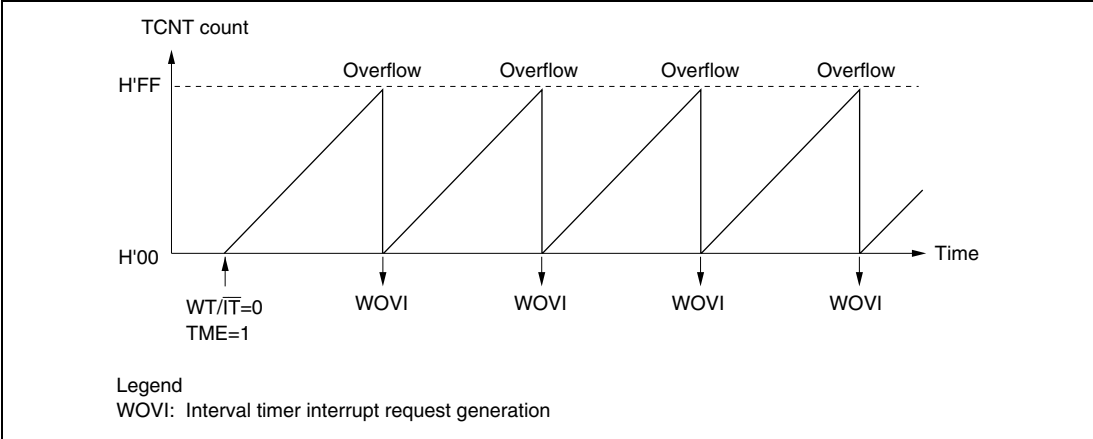 TCNT count
Overflow Overflow Overflow Overflow
H'FF
H'00
Time
WT/I̅T̅=0
TME=1
WOVI WOVI WOVI WOVI
Legend
WOVI: Interval timer interrupt request generation